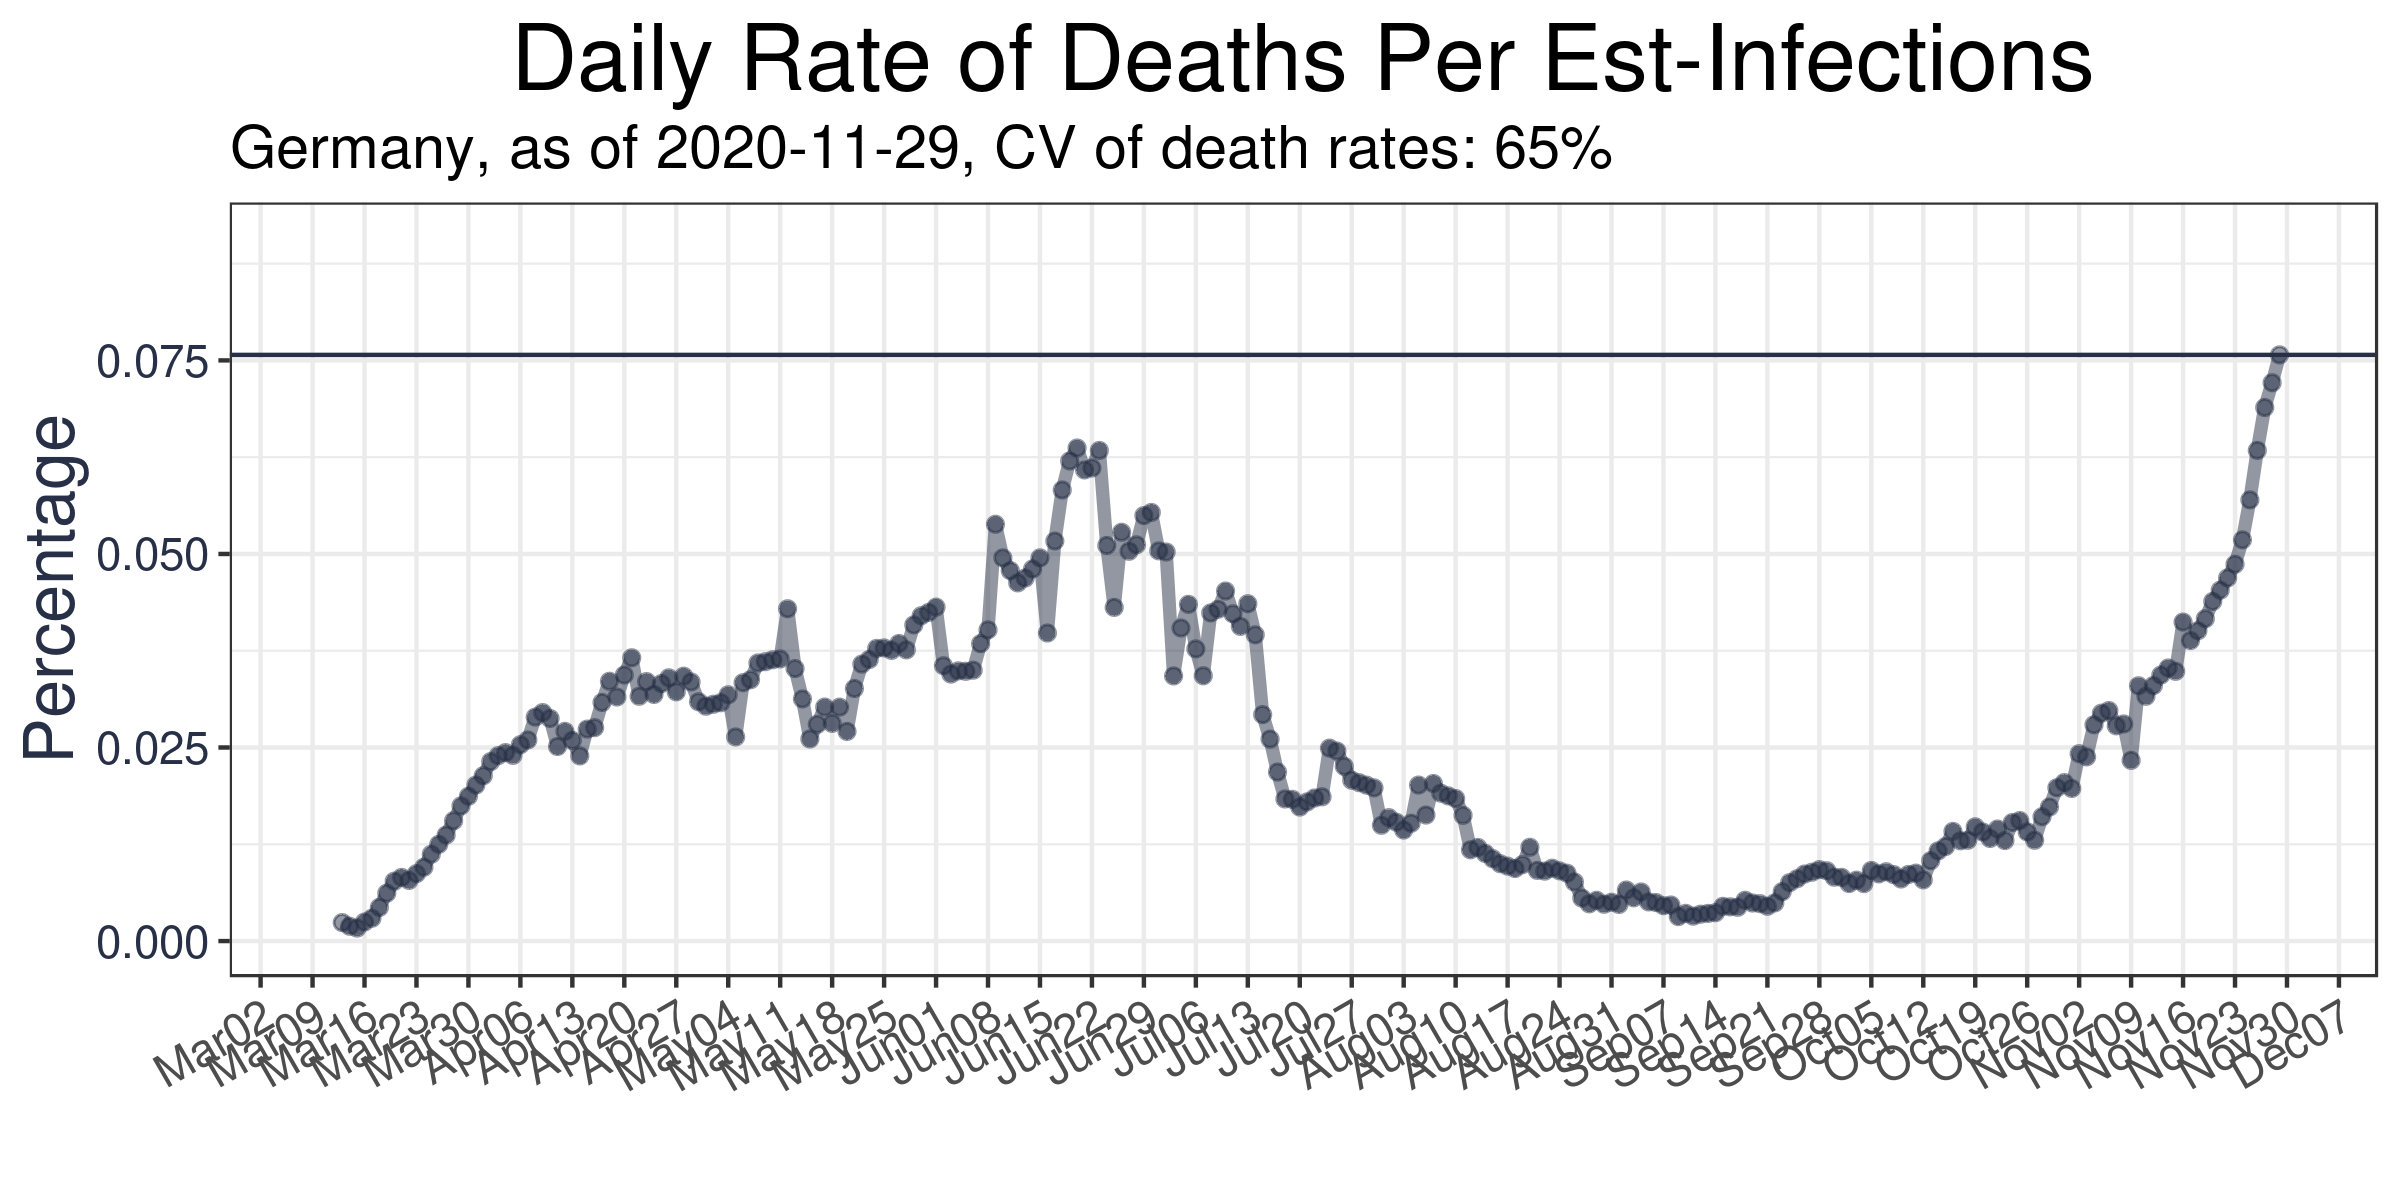 Daily Rate of Deaths Per Est-Infections
Germany, as of 2020-11-29, CV of death rates: 65%
Percentage
0.075
0.050
0.025
0.000
Mar02
Mar09
Mar16
Mar23
Mar30
Apr06
Apr13
Apr20
Apr27
May04
May11
May18
May25
Jun01
Jun08
Jun15
Jun22
Jun29
Jul06
Jul13
Jul20
Jul27
Aug03
Aug10
Aug17
Aug24
Aug31
Sep07
Sep14
Sep21
Sep28
Oct05
Oct12
Oct19
Oct26
Nov02
Nov09
Nov16
Nov23
Nov30
Dec07